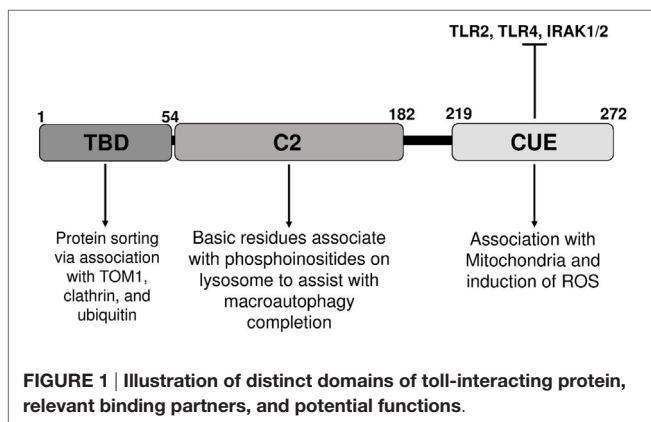 TLR2, TLR4, IRAK1/2
1 54 182 219 272
TBD C2 CUE
Protein sorting
via association
with TOM1,
clathrin, and
ubiquitin
Basic residues associate
with phosphoinositides on
lysosome to assist with
macroautophagy
completion
Association with
Mitochondria and
induction of ROS
FIGURE 1 | Illustration of distinct domains of toll-interacting protein,
relevant binding partners, and potential functions.